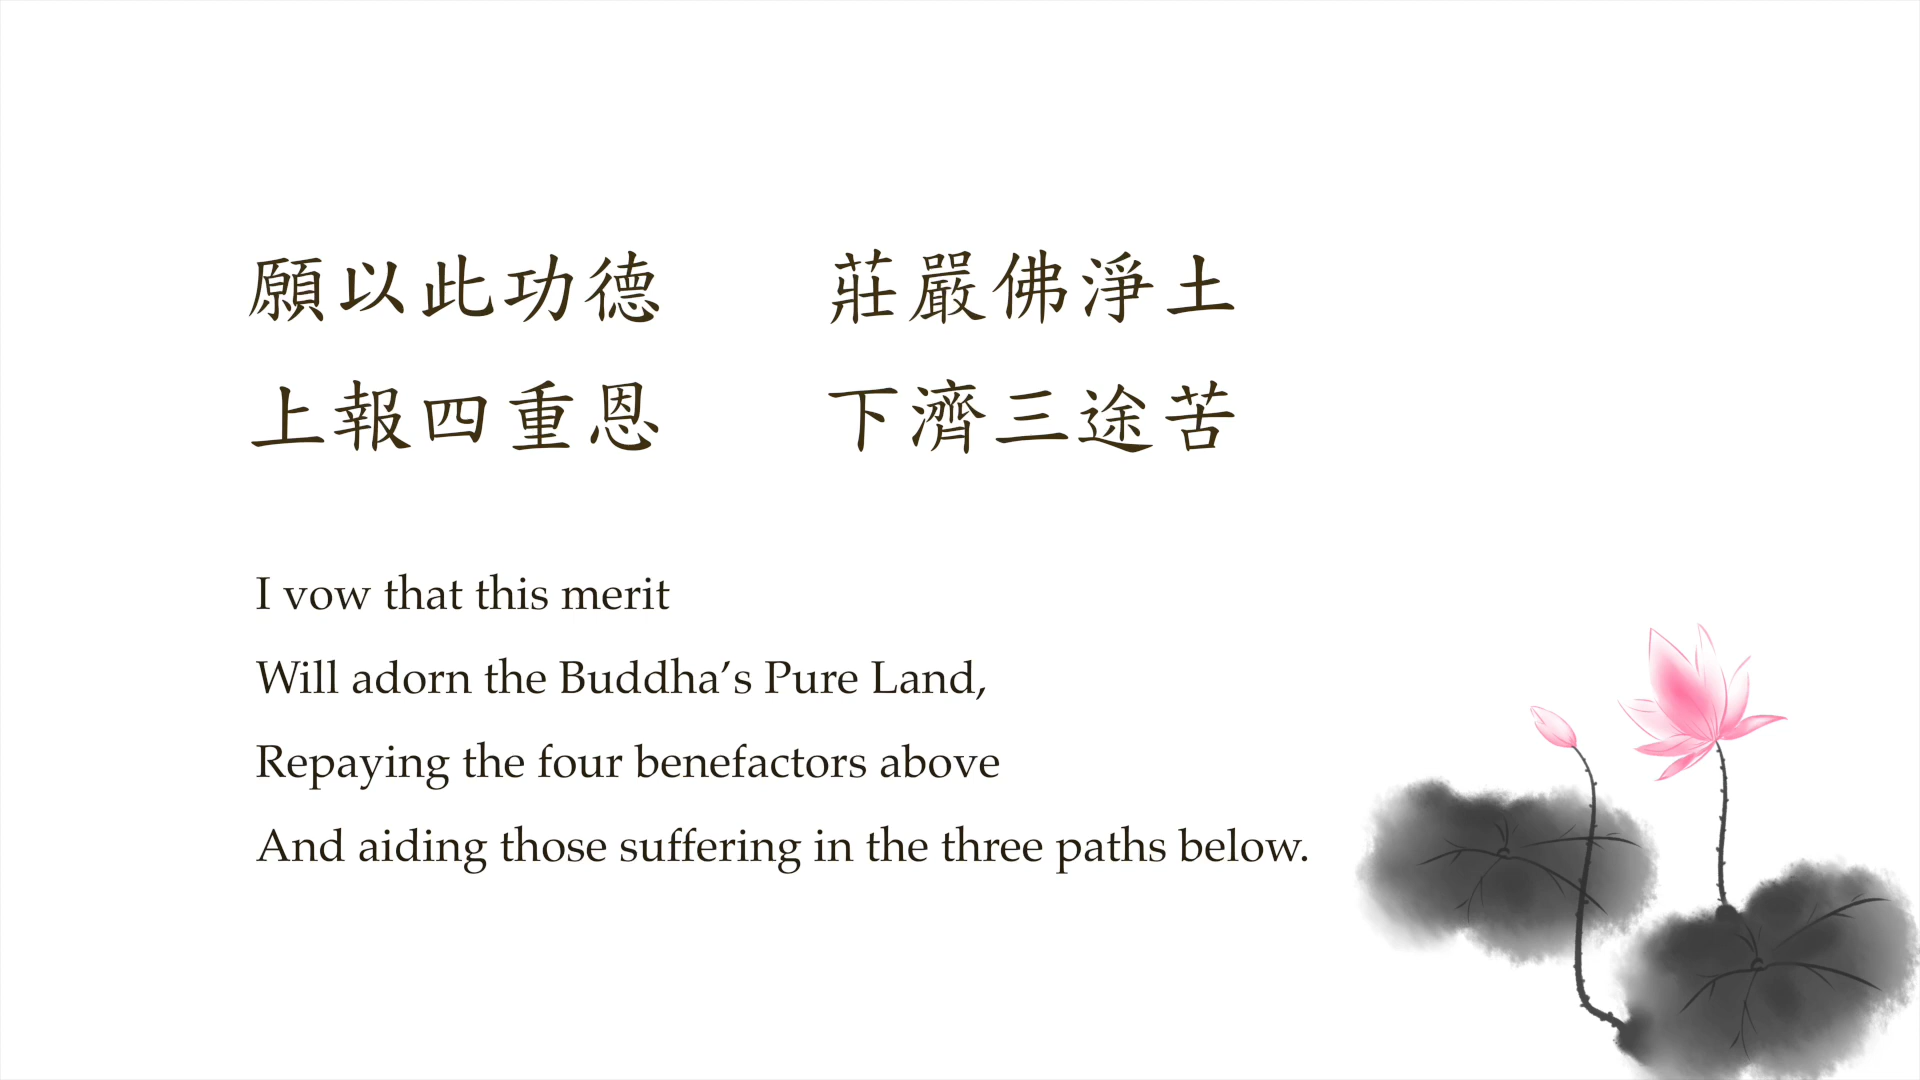 願以此功德 莊嚴佛淨土
上報四重恩 下濟三途苦
I vow that this merit
Will adorn the Buddha’s Pure Land,
Repaying the four benefactors above
And aiding those suffering in the three paths below.